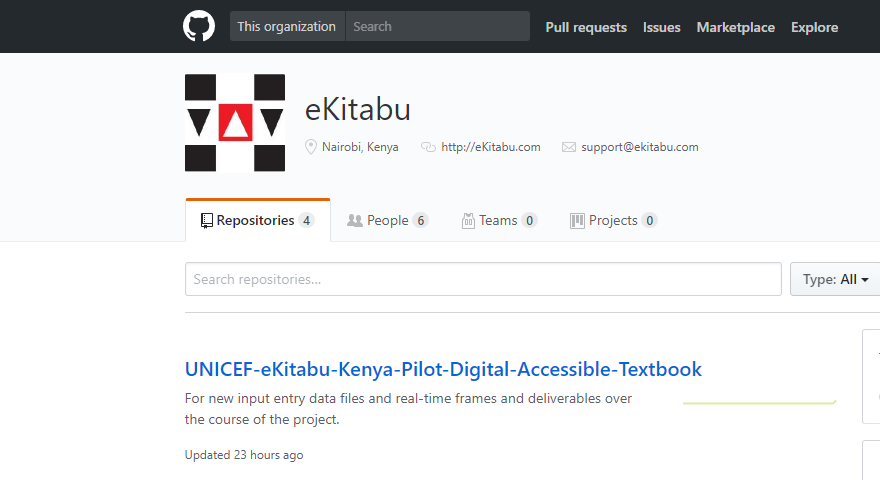 This organization Search Pull requests Issues Marketplace Explore
eKitabu
Nairobi, Kenya http://eKitabu.com support@ekitabu.com
Repositories 4 People 6 Teams 0 Projects 0
Search repositories... Type: All
UNICEF-eKitabu-Kenya-Pilot-Digital-Accessible-Textbook
For new input entry data files and real-time frames and deliverables over
the course of the project.
Updated 23 hours ago